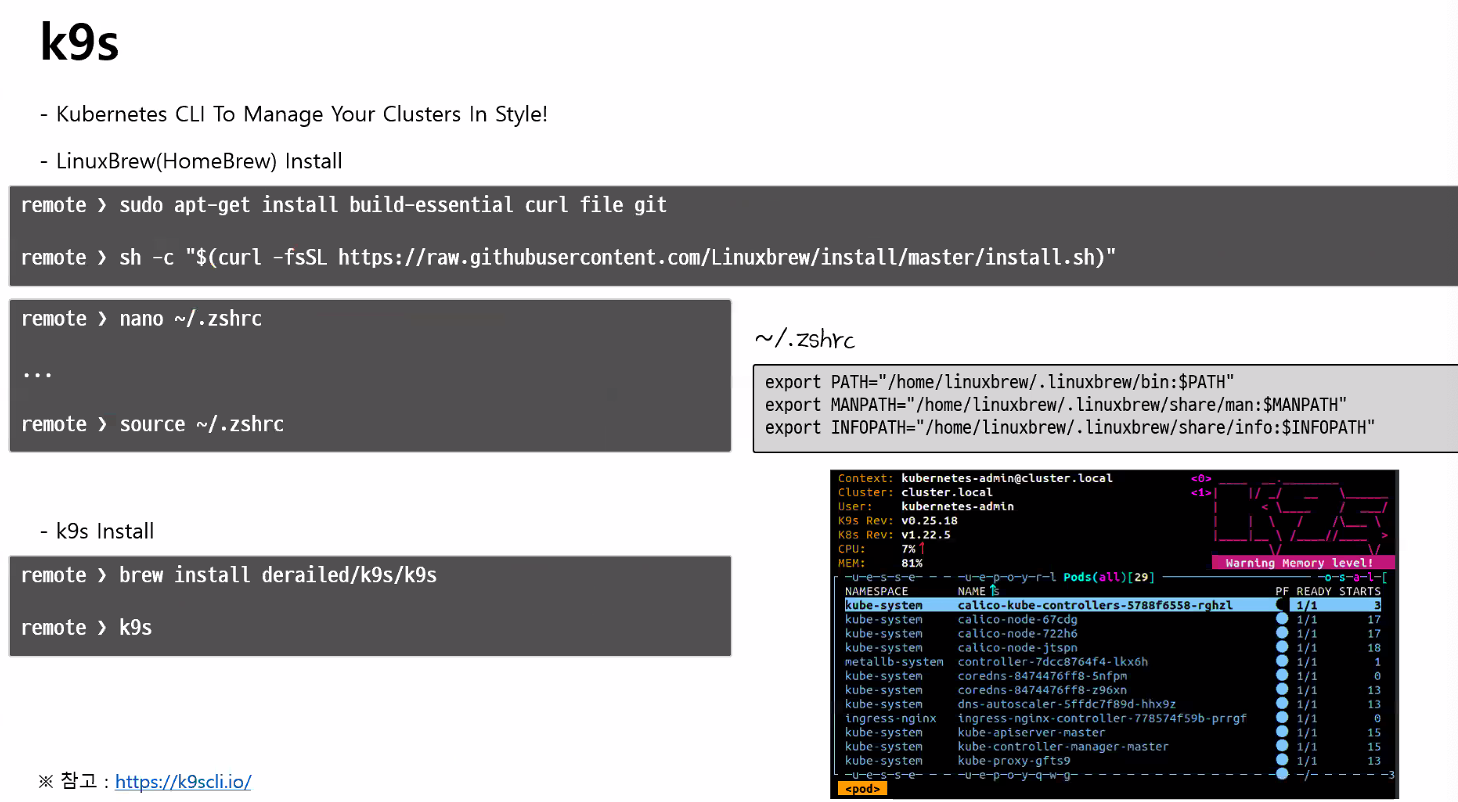 k9s
- Kubernetes CLI To Manage Your Clusters In Style!
- LinuxBrew(HomeBrew) Install
remote ❯ sudo apt-get install build-essential curl file git
remote ❯ sh -c "$(curl -fsSL https://raw.githubusercontent.com/Linuxbrew/install/master/install.sh)"
remote ❯ nano ~/.zshrc
...
remote ❯ source ~/.zshrc
~/.zshrc
export PATH="/home/linuxbrew/.linuxbrew/bin:$PATH"
export MANPATH="/home/linuxbrew/.linuxbrew/share/man:$MANPATH"
export INFOPATH="/home/linuxbrew/.linuxbrew/share/info:$INFOPATH"
- k9s Install
remote ❯ brew install derailed/k9s/k9s
remote ❯ k9s
Context: kubernetes-admin@cluster.local <0>
Cluster: cluster.local <1>
User: kubernetes-admin
K9s Rev: v0.25.18
K8s Rev: v1.22.5
CPU: 7%↑
MEM: 81%
Warning Memory level!
Pods(all)[29]
NAMESPACE NAME↑ PF READY STARTS
kube-system calico-kube-controllers-5788f6558-rghzl ● 1/1 3
kube-system calico-node-67cdg ● 1/1 17
kube-system calico-node-722h6 ● 1/1 17
kube-system calico-node-jtspn ● 1/1 18
metallb-system controller-7dcc8764f4-lkx6h ● 1/1 1
kube-system coredns-8474476ff8-5nfpm ● 1/1 0
kube-system coredns-8474476ff8-z96xn ● 1/1 13
kube-system dns-autoscaler-5ffdc7f89d-hhx9z ● 1/1 13
ingress-nginx ingress-nginx-controller-778574f59b-prrgf ● 1/1 0
kube-system kube-apiserver-master ● 1/1 15
kube-system kube-controller-manager-master ● 1/1 15
kube-system kube-proxy-gfts9 ● 1/1 13
<pod>
※ 참고 : https://k9scli.io/